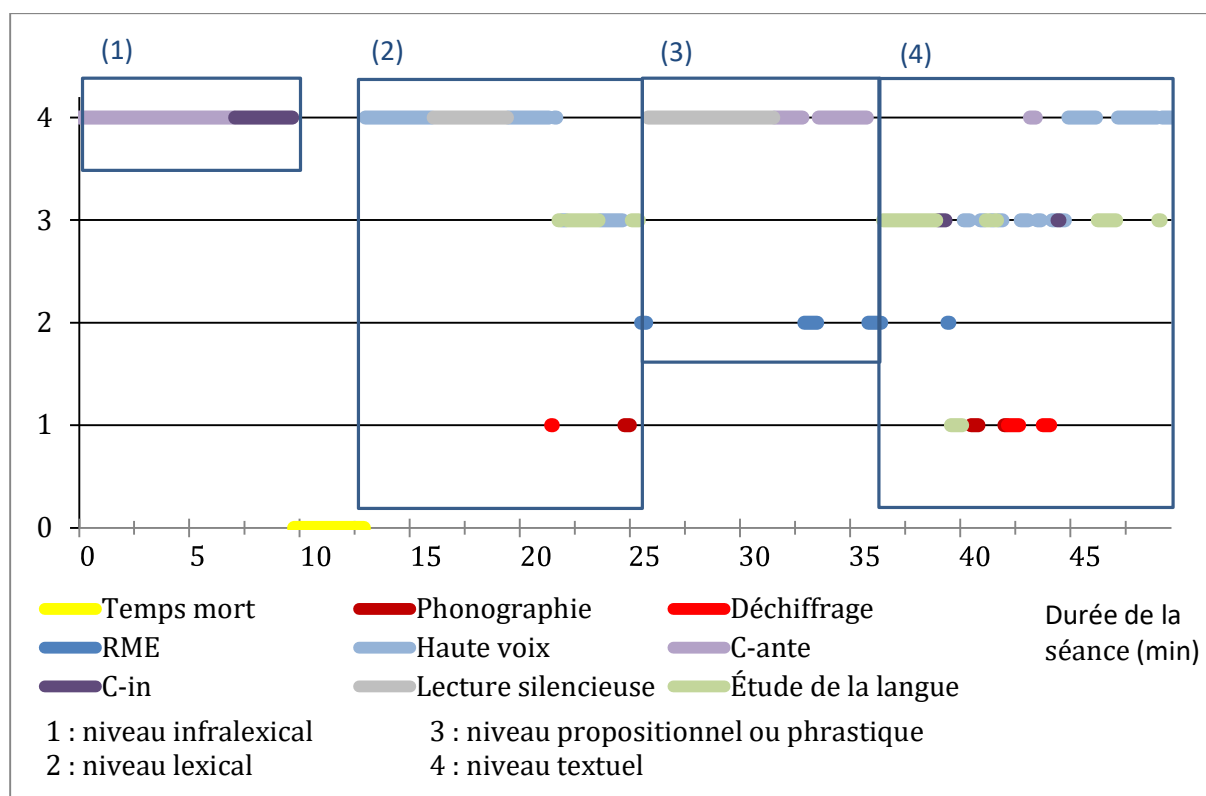 (1) (2) (3) (4)
4
3
2
1
0
0 5 10 15 20 25 30 35 40 45
Temps mort Phonographie Déchiffrage
RME Haute voix C-ante
C-in Lecture silencieuse Étude de la langue
Durée de la
séance (min)
1 : niveau infralexical 3 : niveau propositionnel ou phrastique
2 : niveau lexical 4 : niveau textuel